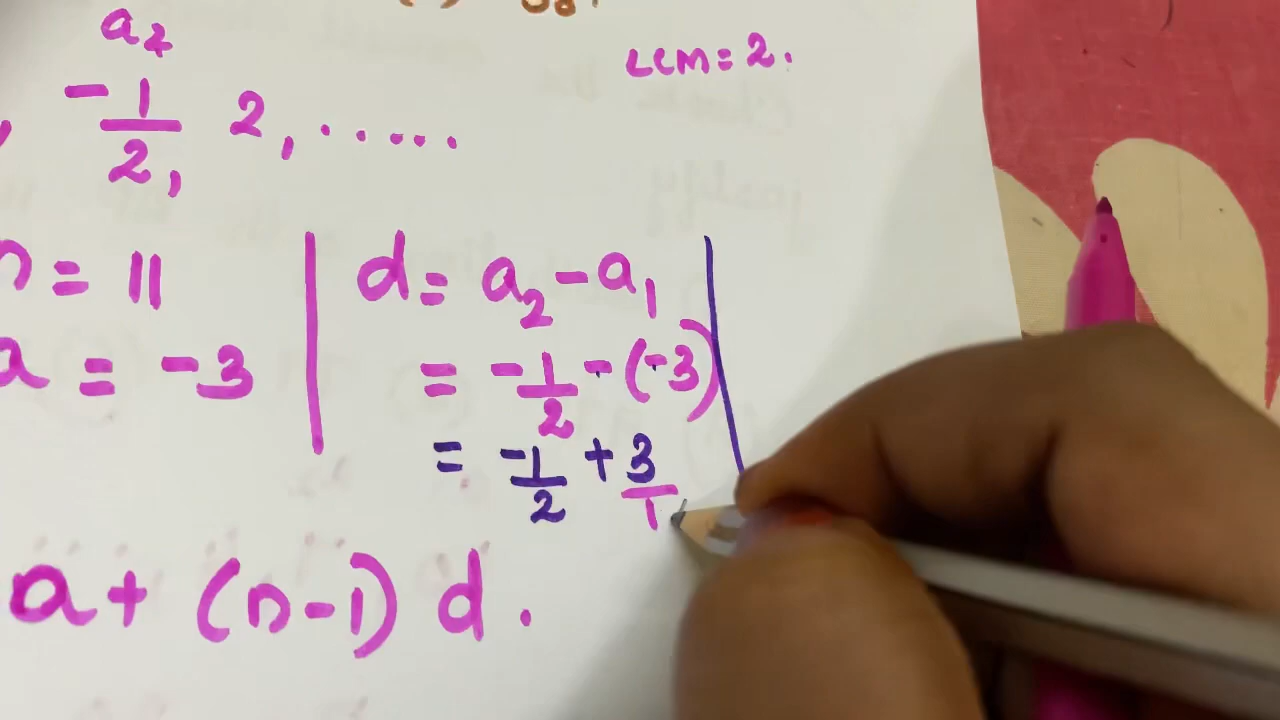 a₂
LCM = 2.
, -1/2, 2, .....
n = 11
a = -3
d = a₂ - a₁
= -1/2 - (-3)
= -1/2 + 3/1
a + (n-1) d.